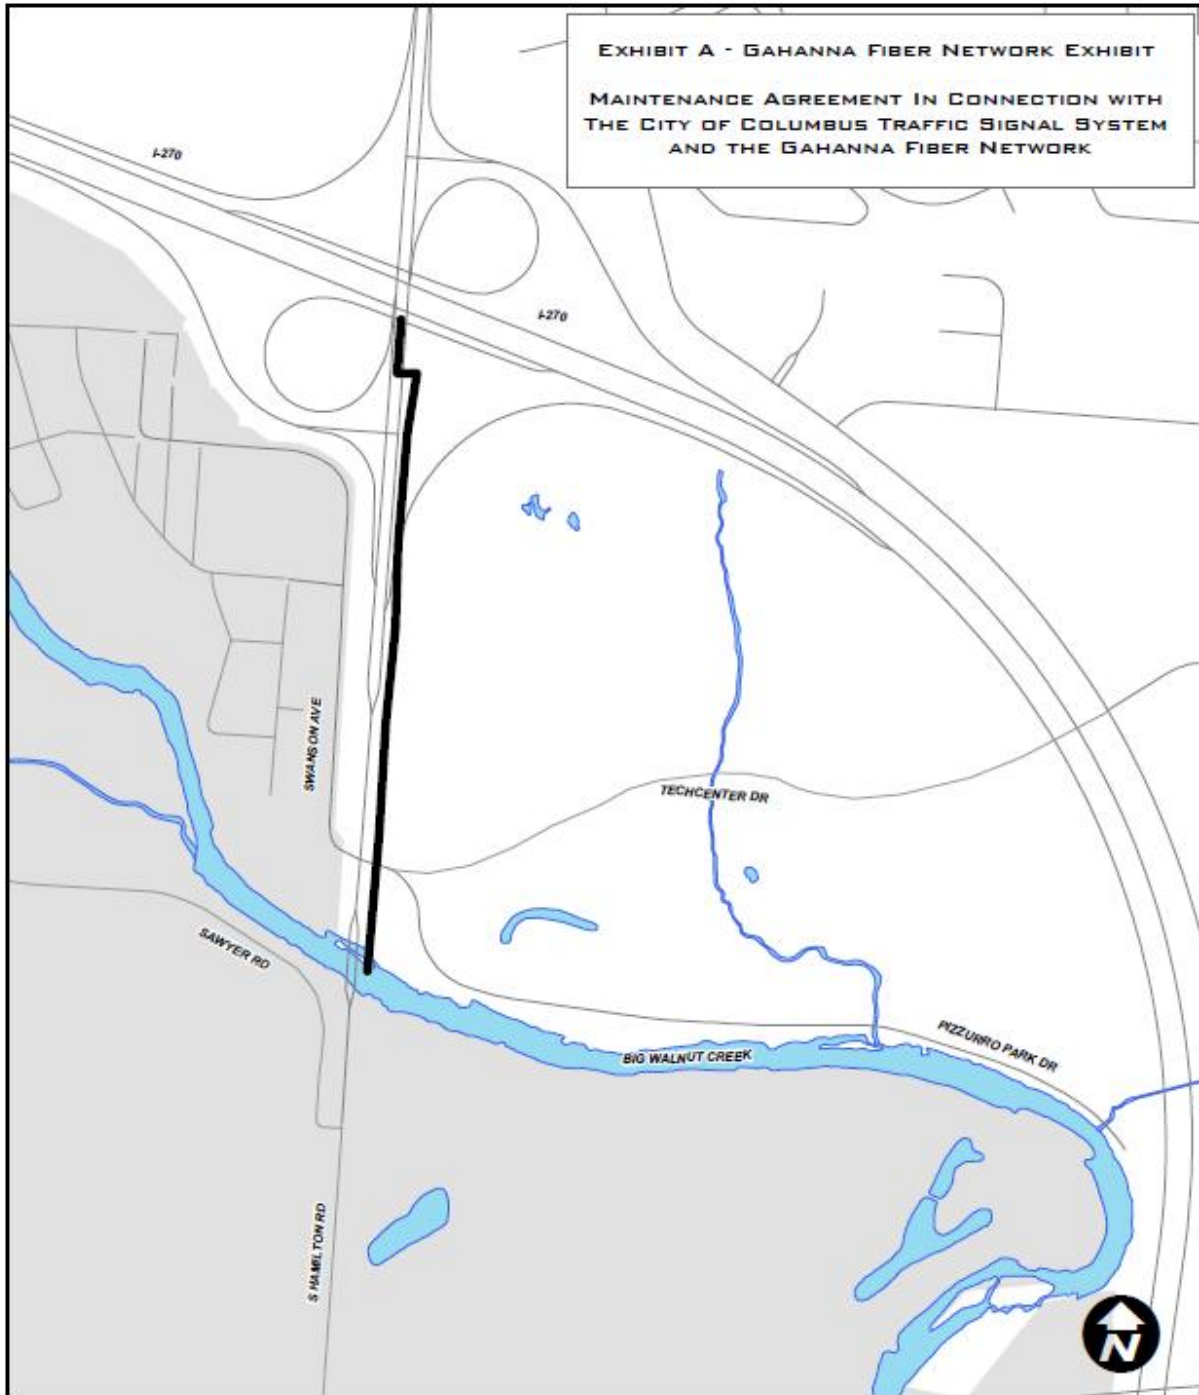 EXHIBIT A - GAHANNA FIBER NETWORK EXHIBIT
MAINTENANCE AGREEMENT IN CONNECTION WITH
THE CITY OF COLUMBUS TRAFFIC SIGNAL SYSTEM
AND THE GAHANNA FIBER NETWORK
I-270
I-270
SWANSON AVE
TECHCENTER DR
SAWYER RD
BIG WALNUT CREEK
PIZZURRO PARK DR
S HAMILTON RD
N